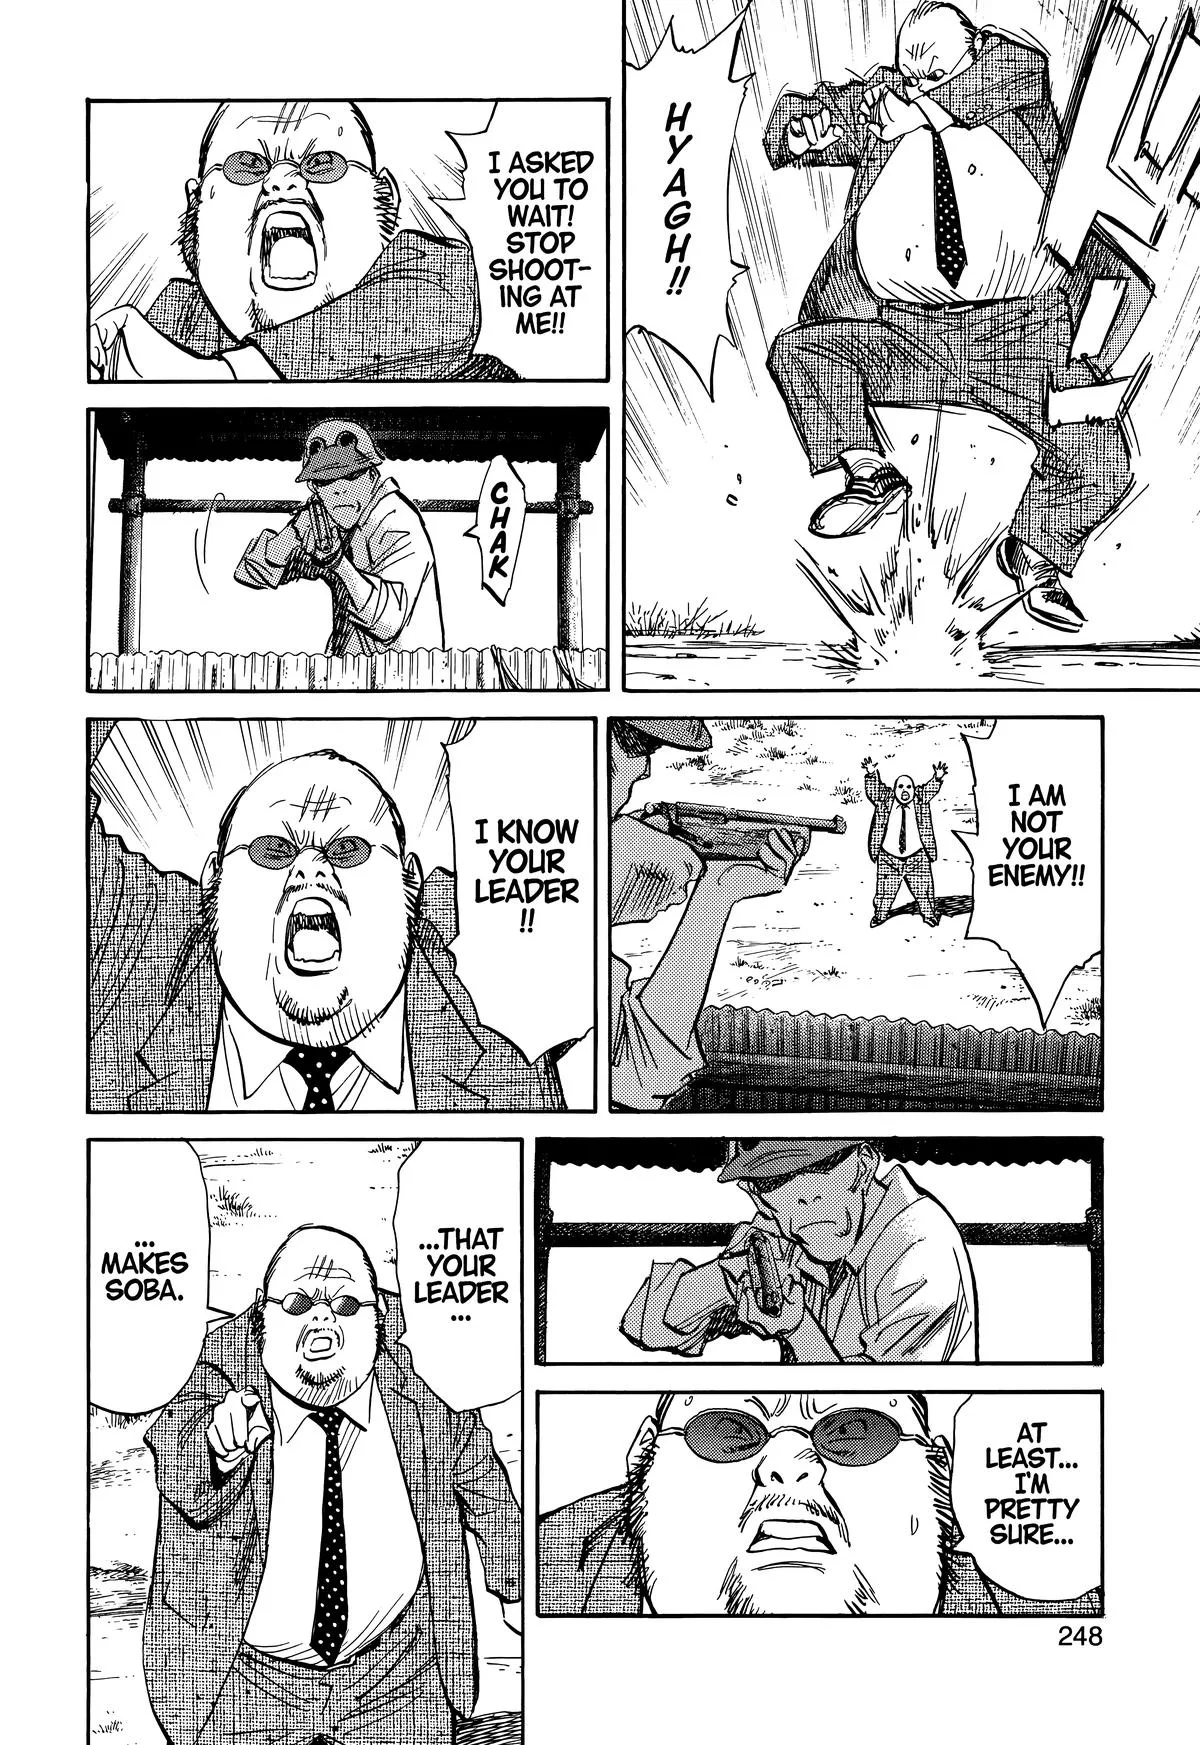 HYAGH!!
I ASKED
YOU TO
WAIT!
STOP
SHOOT-
ING AT
ME!!
CHAK
I AM
NOT
YOUR
ENEMY!!
I KNOW
YOUR
LEADER
!!
AT
LEAST...
I'M
PRETTY
SURE...
...THAT
YOUR
LEADER
...
...
MAKES
SOBA.
248